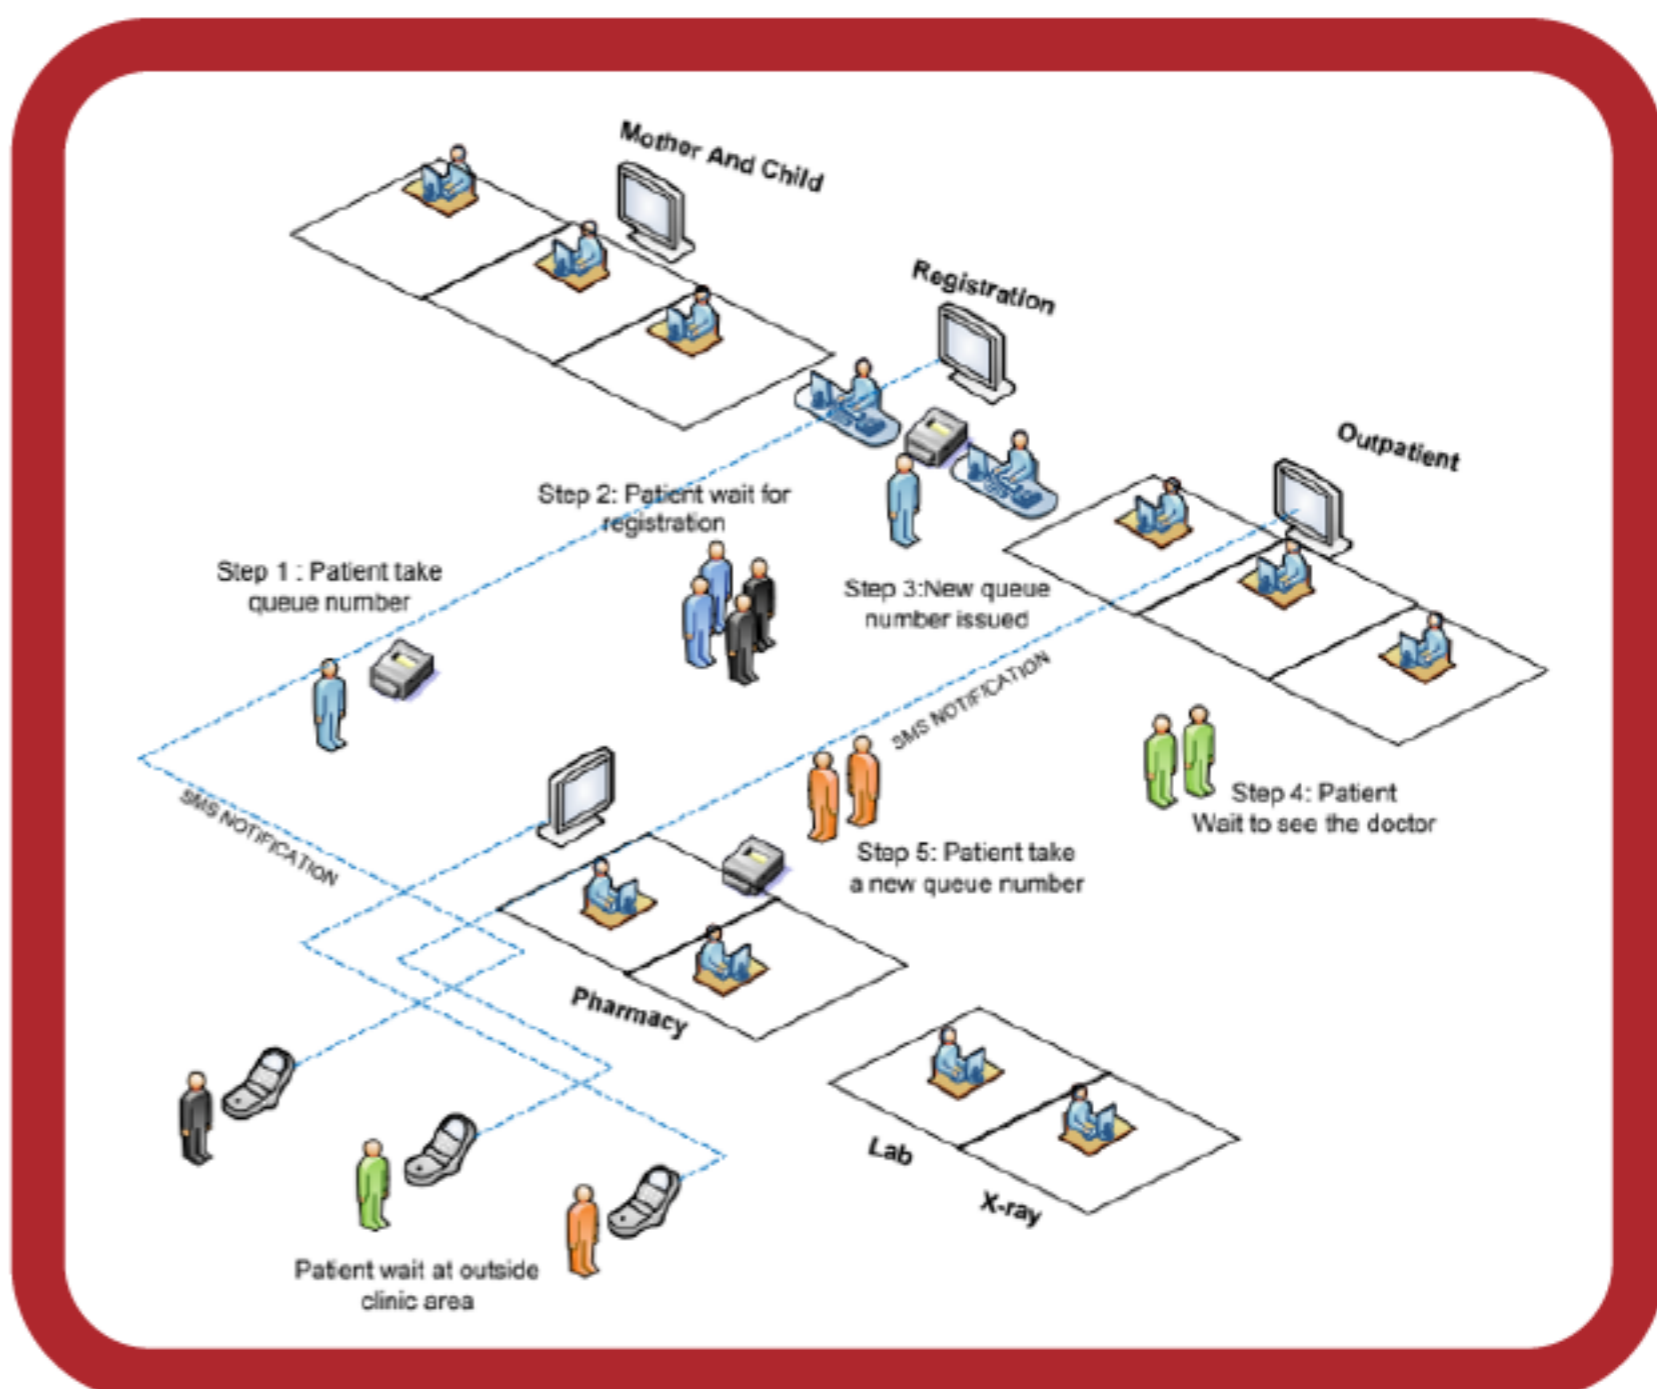 Mother And Child
Registration
Outpatient
Step 2: Patient wait for
registration
Step 1 : Patient take
queue number
Step 3:New queue
number issued
SMS NOTIFICATION
SMS NOTIFICATION
Step 4: Patient
Wait to see the doctor
Step 5: Patient take
a new queue number
Pharmacy
Lab
X-ray
Patient wait at outside
clinic area